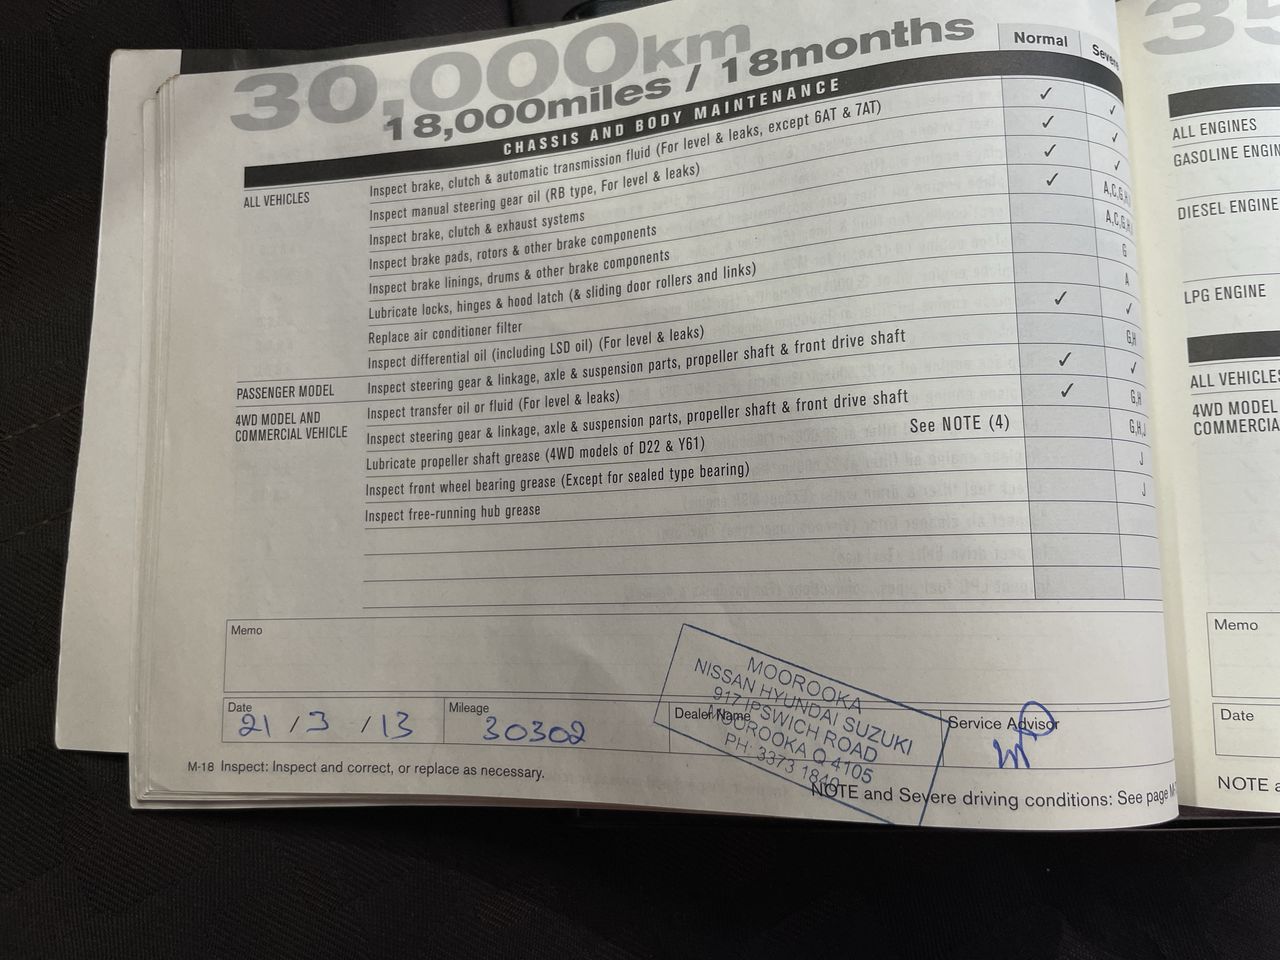 30,000km
18,000miles / 18months
Normal
CHASSIS AND BODY MAINTENANCE
ALL VEHICLES
Inspect brake, clutch & automatic transmission fluid (For level & leaks, except 6AT & 7AT) ✓ ✓
Inspect manual steering gear oil (RB type, For level & leaks) ✓ ✓
Inspect brake, clutch & exhaust systems ✓ ✓
Inspect brake pads, rotors & other brake components ✓ A,C,G,H
Inspect brake linings, drums & other brake components A,C,G,H
Lubricate locks, hinges & hood latch (& sliding door rollers and links) G
Replace air conditioner filter A
Inspect differential oil (including LSD oil) (For level & leaks) ✓ ✓
PASSENGER MODEL
Inspect steering gear & linkage, axle & suspension parts, propeller shaft & front drive shaft G,H
4WD MODEL AND
COMMERCIAL VEHICLE
Inspect transfer oil or fluid (For level & leaks) ✓ ✓
Inspect steering gear & linkage, axle & suspension parts, propeller shaft & front drive shaft ✓ G,H
Lubricate propeller shaft grease (4WD models of D22 & Y61) See NOTE (4) G,H,J
Inspect front wheel bearing grease (Except for sealed type bearing) J
Inspect free-running hub grease J
Memo
Date
21 / 3 / 13
Mileage
30302
Dealer Name
MOOROOKA
NISSAN HYUNDAI SUZUKI
917 IPSWICH ROAD
MOOROOKA Q 4105
PH: 3373 1840
Service Advisor
M-18 Inspect: Inspect and correct, or replace as necessary.
NOTE and Severe driving conditions: See page
35
ALL ENGINES
DIESEL ENGINE
LPG ENGINE
ALL VEHICLES
4WD MODEL
Memo
Date
NOTE